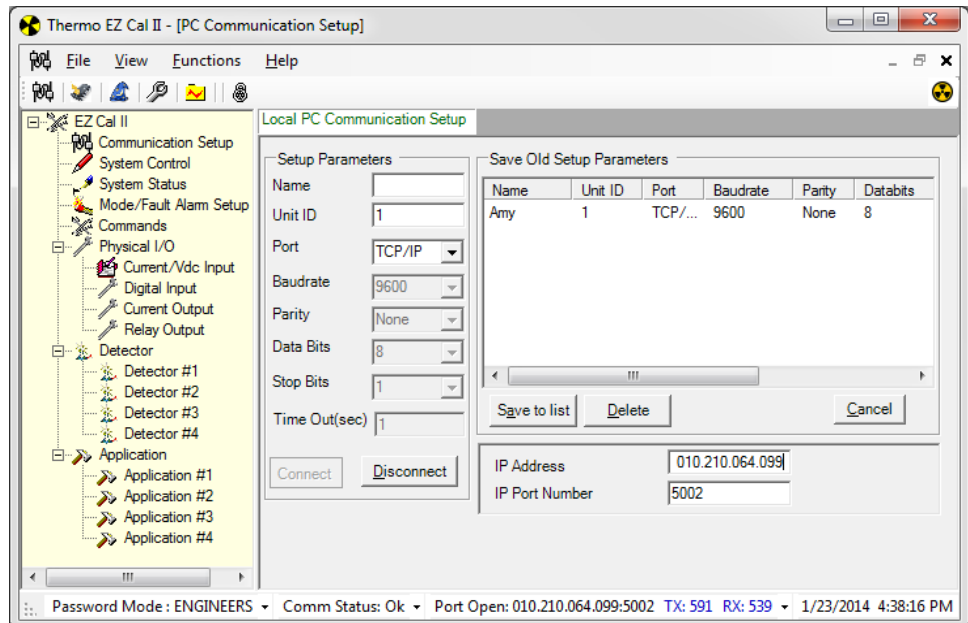 Thermo EZ Cal II - [PC Communication Setup]
File View Functions Help
EZ Cal II
Communication Setup
System Control
System Status
Mode/Fault Alarm Setup
Commands
Physical I/O
Current/Vdc Input
Digital Input
Current Output
Relay Output
Detector
Detector #1
Detector #2
Detector #3
Detector #4
Application
Application #1
Application #2
Application #3
Application #4
Local PC Communication Setup
Setup Parameters
Name
Unit ID 1
Port TCP/IP
Baudrate 9600
Parity None
Data Bits 8
Stop Bits 1
Time Out(sec) 1
Connect Disconnect
Save Old Setup Parameters
Name Unit ID Port Baudrate Parity Databits
Amy 1 TCP/... 9600 None 8
Save to list Delete Cancel
IP Address 010.210.064.099
IP Port Number 5002
Password Mode : ENGINEERS Comm Status: Ok Port Open: 010.210.064.099:5002 TX: 591 RX: 539 1/23/2014 4:38:16 PM